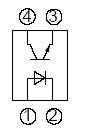 ④ ③
① ②